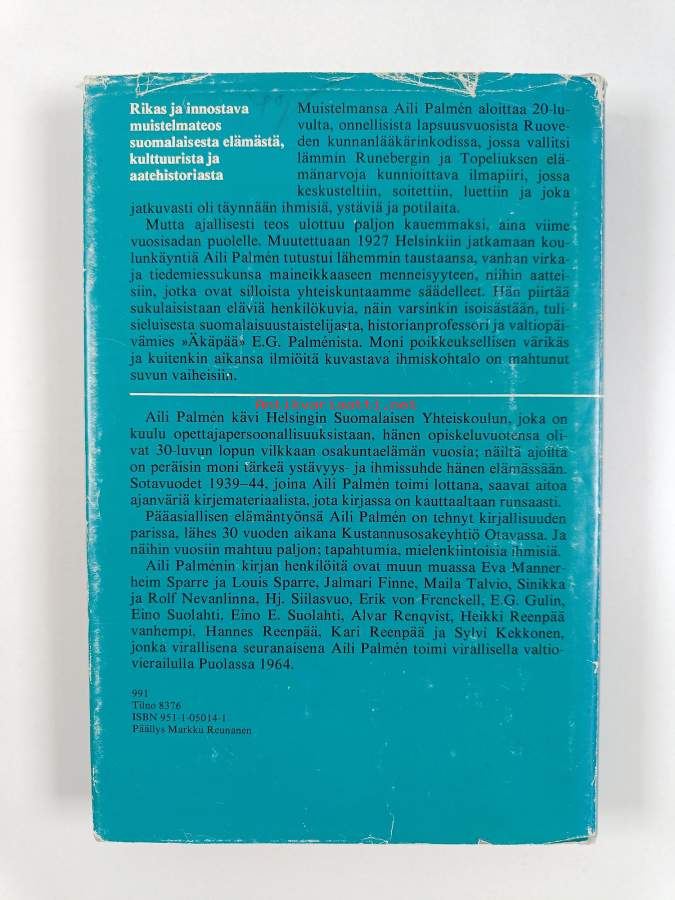 Rikas ja innostava
muistelmateos
suomalaisesta elämästä,
kulttuurista ja
aatehistoriasta
Muistelmansa Aili Palmén aloittaa 20-lu-
vulta, onnellisista lapsuusvuosista Ruove-
den kunnanlääkärinkodissa, jossa vallitsi
lämmin Runebergin ja Topeliuksen elä-
mänarvoja kunnioittava ilmapiiri, jossa
keskusteltiin, soitettiin, luettiin ja joka
jatkuvasti oli täynnään ihmisiä, ystäviä ja potilaita.
Mutta ajallisesti teos ulottuu paljon kauemmaksi, aina viime
vuosisadan puolelle. Muutettuaan 1927 Helsinkiin jatkamaan kou-
lunkäyntiä Aili Palmén tutustui lähemmin taustaansa, vanhan virka-
ja tiedemiessukunsa maineikkaaseen menneisyyteen, niihin aattei-
siin, jotka ovat silloista yhteiskuntaamme säädelleet. Hän piirtää
sukulaisistaan eläviä henkilökuvia, näin varsinkin isoisästään, tuli-
sieluisesta suomalaisuustaistelijasta, historianprofessori ja valtiopäi-
vämies »Äkäpää» E.G. Palménista. Moni poikkeuksellisen värikäs
ja kuitenkin aikansa ilmiöitä kuvastava ihmiskohtalo on mahtunut
suvun vaiheisiin.
Antikvariaatti.net
Aili Palmén kävi Helsingin Suomalaisen Yhteiskoulun, joka on
kuulu opettajapersoonallisuuksistaan, hänen opiskeluvuotensa oli-
vat 30-luvun lopun vilkkaan osakuntaelämän vuosia; näiltä ajoilta
on peräisin moni tärkeä ystävyys- ja ihmissuhde hänen elämässään.
Sotavuodet 1939–44, joina Aili Palmén toimi lottana, saavat aitoa
ajanväriä kirjemateriaalista, jota kirjassa on kauttaaltaan runsaasti.
Pääasiallisen elämäntyönsä Aili Palmén on tehnyt kirjallisuuden
parissa, lähes 30 vuoden aikana Kustannusosakeyhtiö Otavassa. Ja
näihin vuosiin mahtuu paljon; tapahtumia, mielenkiintoisia ihmisiä.
Aili Palménin kirjan henkilöitä ovat muun muassa Eva Manner-
heim Sparre ja Louis Sparre, Jalmari Finne, Maila Talvio, Sinikka
ja Rolf Nevanlinna, Hj. Siilasvuo, Erik von Frenckell, E.G. Gulin,
Eino Suolahti, Eino E. Suolahti, Alvar Renqvist, Heikki Reenpää
vanhempi, Hannes Reenpää, Kari Reenpää ja Sylvi Kekkonen,
jonka virallisena seuranaisena Aili Palmén toimi virallisella valtio-
vierailulla Puolassa 1964.
991
Tilno 8376
ISBN 951-1-05014-1
Päällys Markku Reunanen